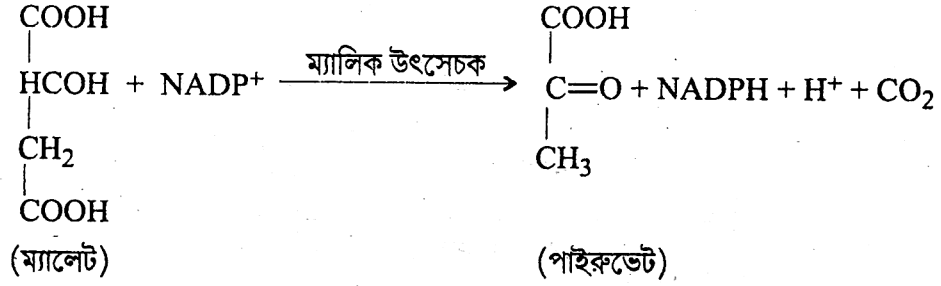 COOH
HCOH + NADP⁺
CH₂
COOH
(ম্যালেট)
ম্যালিক উৎসেচক
COOH
C=O + NADPH + H⁺ + CO₂
CH₃
(পাইরুভেট)